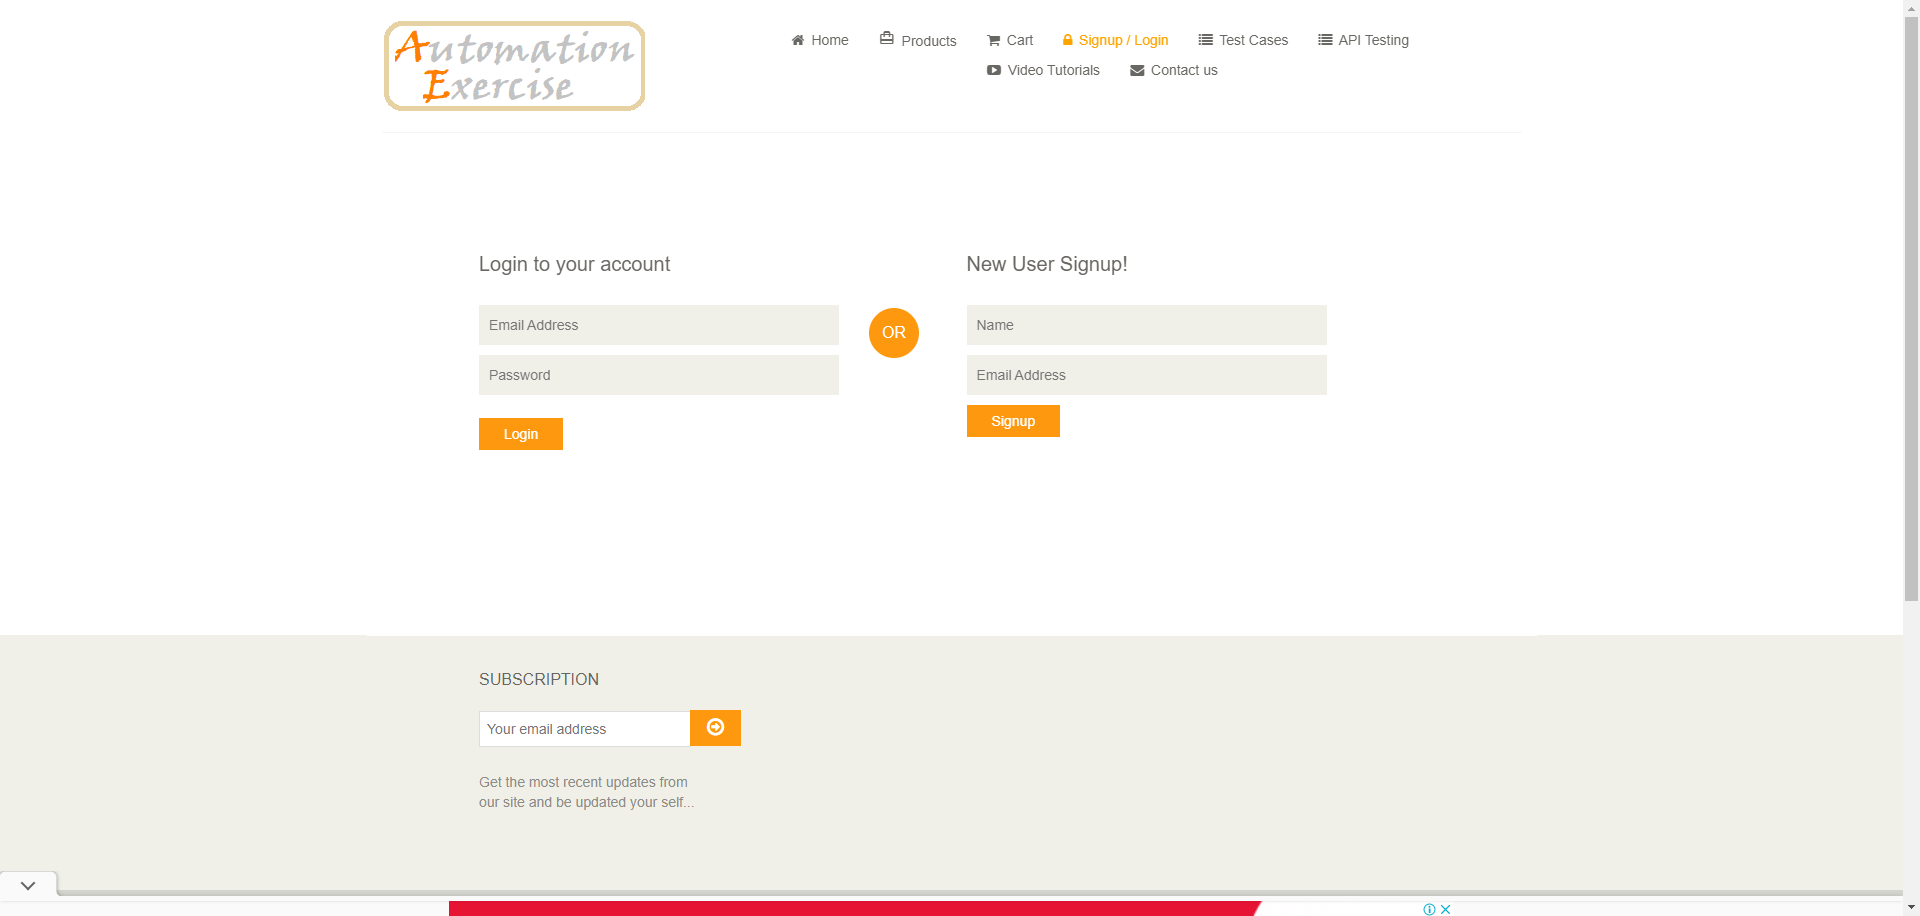 Automation
Exercise
Home
Products
Cart
Signup / Login
Test Cases
API Testing
Video Tutorials
Contact us
Login to your account
Email Address
Password
Login
OR
New User Signup!
Name
Email Address
Signup
SUBSCRIPTION
Your email address
Get the most recent updates from
our site and be updated your self...